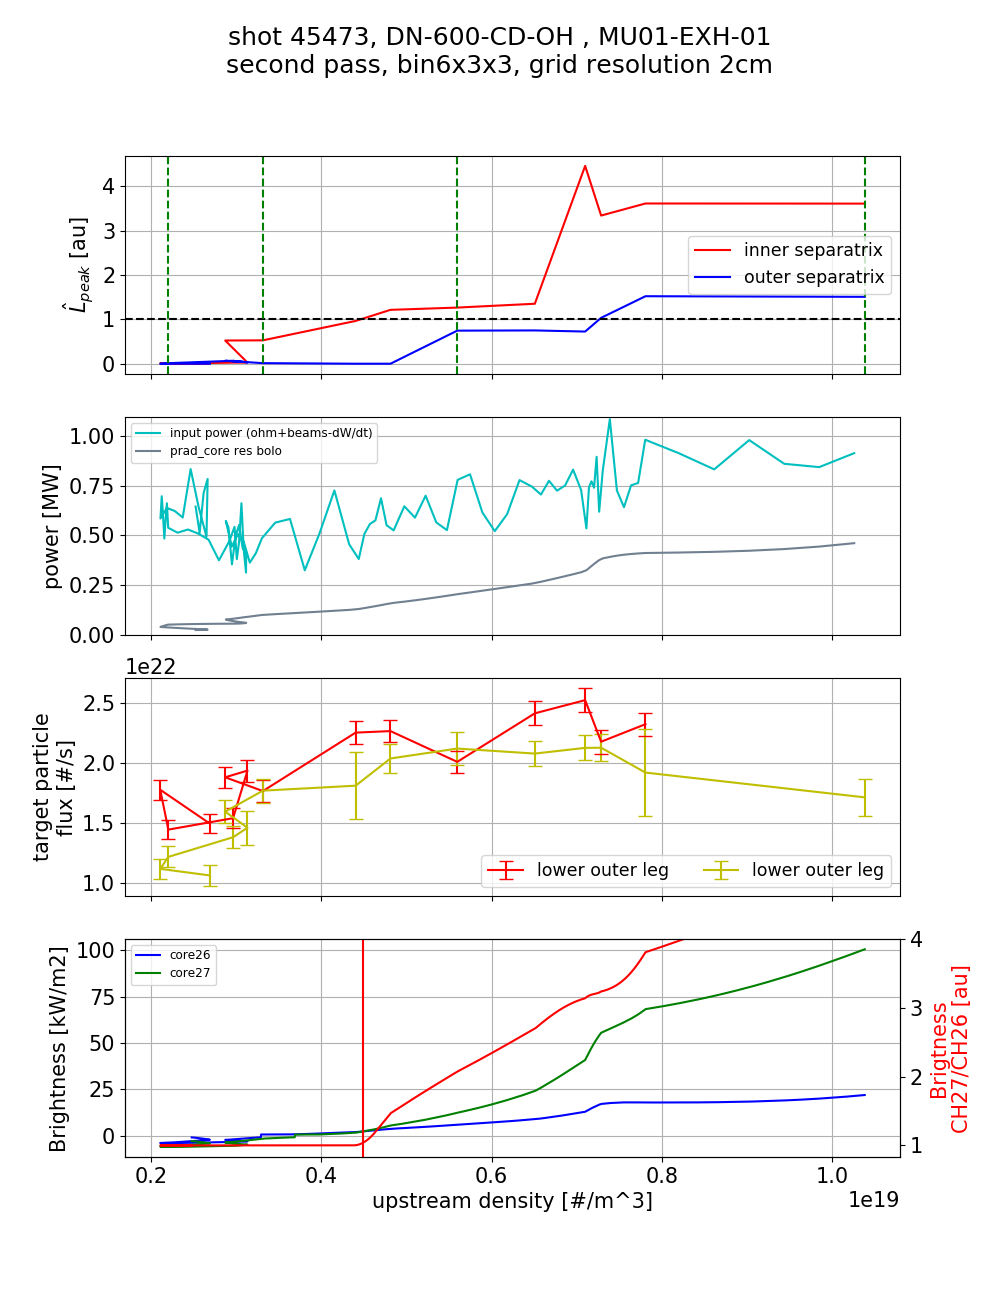 shot 45473, DN-600-CD-OH , MU01-EXH-01
second pass, bin6x3x3, grid resolution 2cm
4
3
2
1
0
L̂peak [au]
inner separatrix
outer separatrix
1.00
0.75
0.50
0.25
0.00
power [MW]
input power (ohm+beams-dW/dt)
prad_core res bolo
1e22
2.5
2.0
1.5
1.0
target particle
flux [#/s]
lower outer leg
lower outer leg
100
75
50
25
0
Brightness [kW/m2]
core26
core27
4
3
2
1
Brigtness
CH27/CH26 [au]
0.2 0.4 0.6 0.8 1.0
upstream density [#/m^3]
1e19